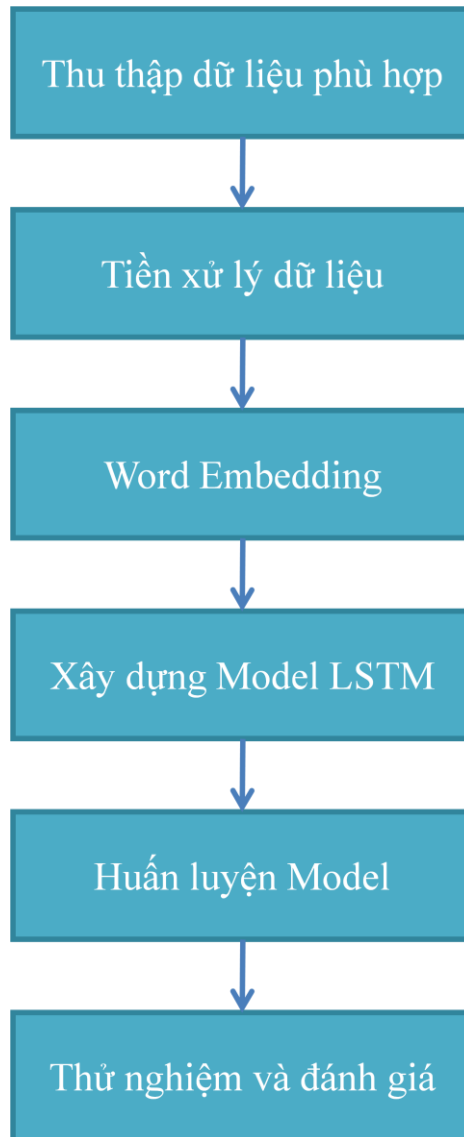 Thu thập dữ liệu phù hợp
Tiền xử lý dữ liệu
Word Embedding
Xây dựng Model LSTM
Huấn luyện Model
Thử nghiệm và đánh giá